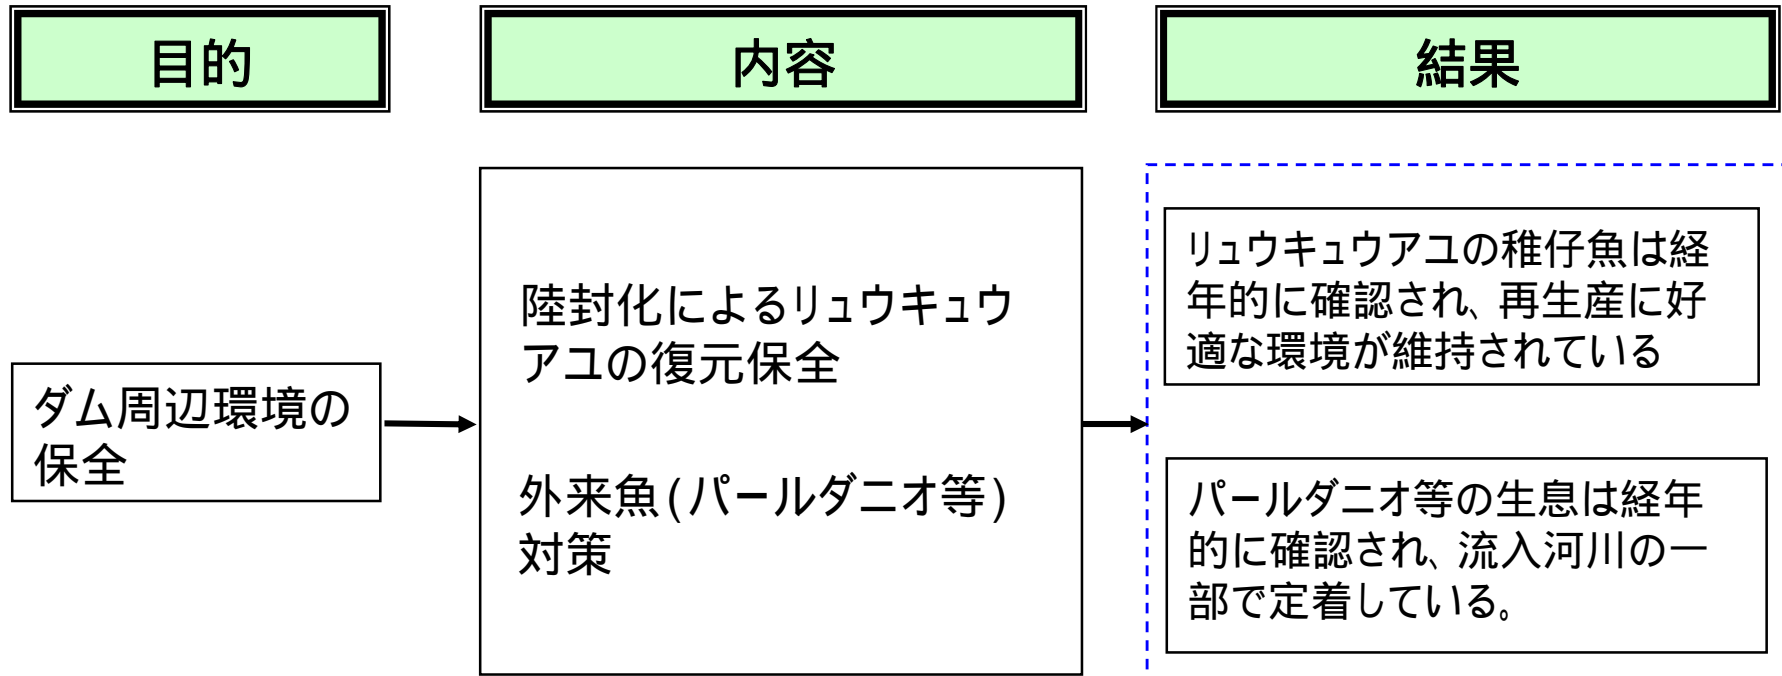 目的
内容
結果
ダム周辺環境の
保全
陸封化によるリュウキュウ
アユの復元保全
外来魚(パールダニオ等)
対策
リュウキュウアユの稚仔魚は経
年的に確認され、再生産に好
適な環境が維持されている
パールダニオ等の生息は経年
的に確認され、流入河川の一
部で定着している。